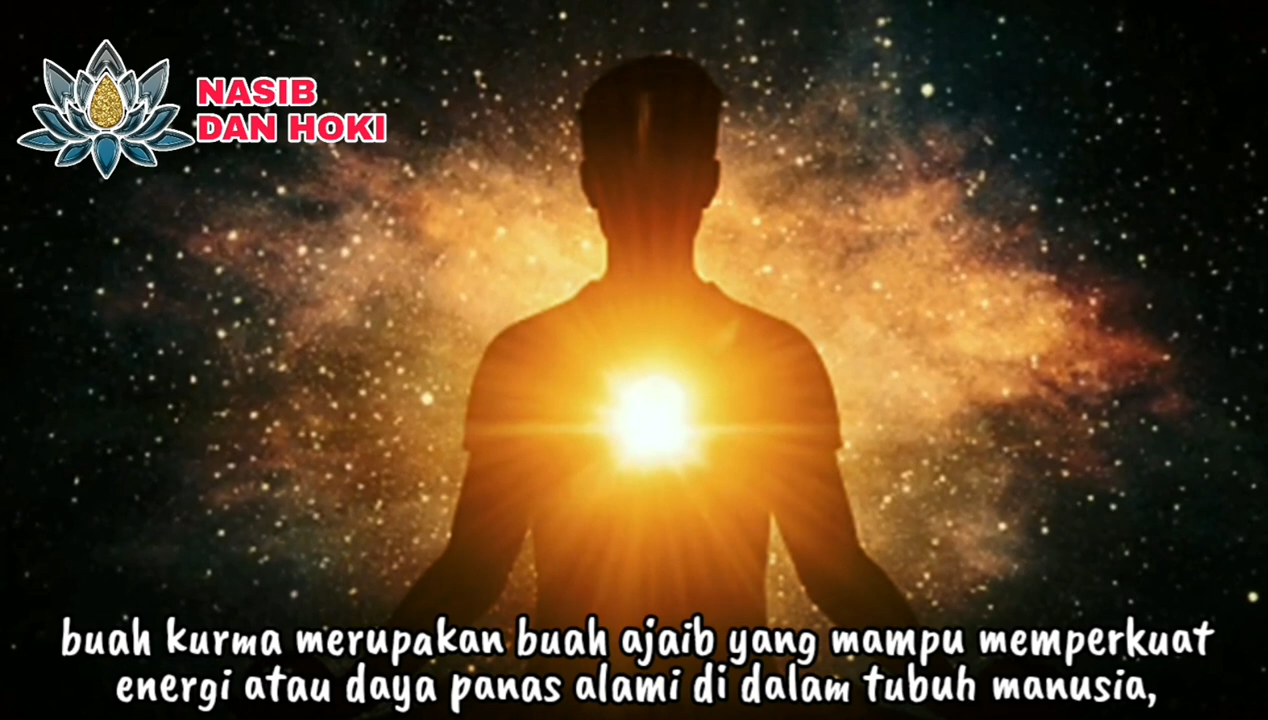 NASIB
DAN HOKI
buah kurma merupakan buah ajaib yang mampu memperkuat
energi atau daya panas alami di dalam tubuh manusia,